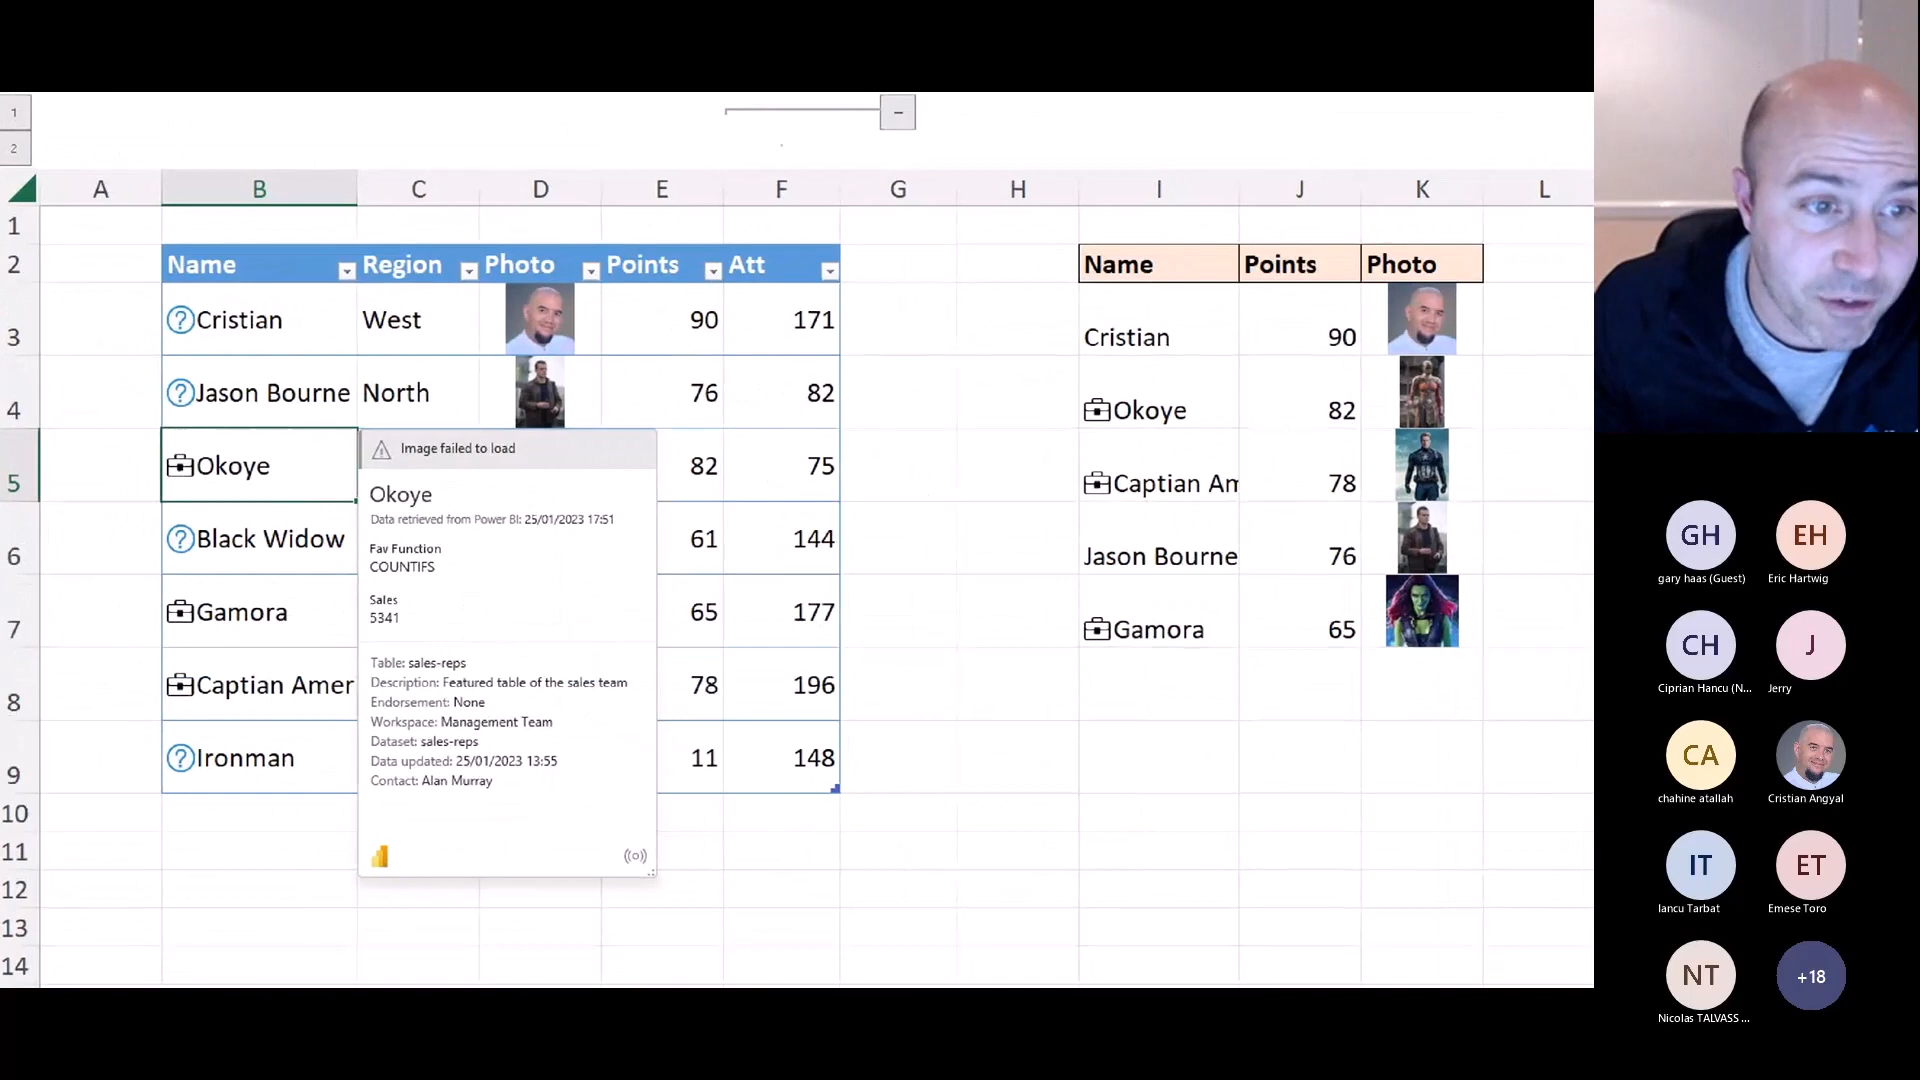 1
2
A B C D E F G H I J K L
1
2 Name Region Photo Points Att Name Points Photo
3 Cristian West 90 171 Cristian 90
4 Jason Bourne North 76 82 Okoye 82
5 Okoye 82 75 Captian Am 78
6 Black Widow 61 144 Jason Bourne 76
7 Gamora 65 177 Gamora 65
8 Captian Amer 78 196
9 Ironman 11 148
10
11
12
13
14
Image failed to load
Okoye
Data retrieved from Power BI: 25/01/2023 17:51
Fav Function
COUNTIFS
Sales
5341
Table: sales-reps
Description: Featured table of the sales team
Endorsement: None
Workspace: Management Team
Dataset: sales-reps
Data updated: 25/01/2023 13:55
Contact: Alan Murray
GH EH
gary haas (Guest) Eric Hartwig
CH J
Ciprian Hancu (N... Jerry
CA
chahine atallah Cristian Angyal
IT ET
Iancu Tarbat Emese Toro
NT +18
Nicolas TALVASS ...